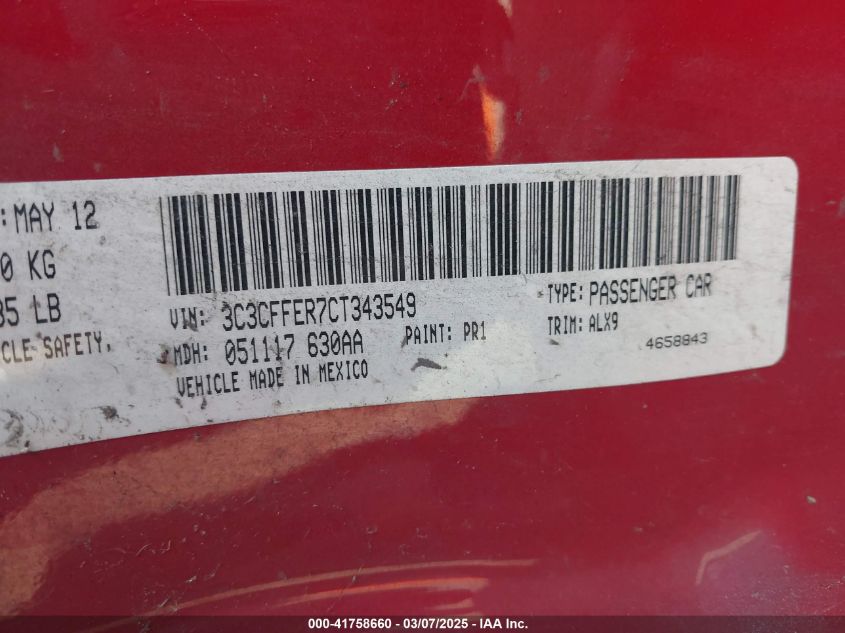 : MAY 12
0 KG
35 LB
CLE SAFETY,
VIN: 3C3CFFER7CT343549
TYPE: PASSENGER CAR
MDH: 051117 630AA
PAINT: PR1
TRIM: ALX9
4658843
VEHICLE MADE IN MEXICO
000-41758660 - 03/07/2025 - IAA Inc.